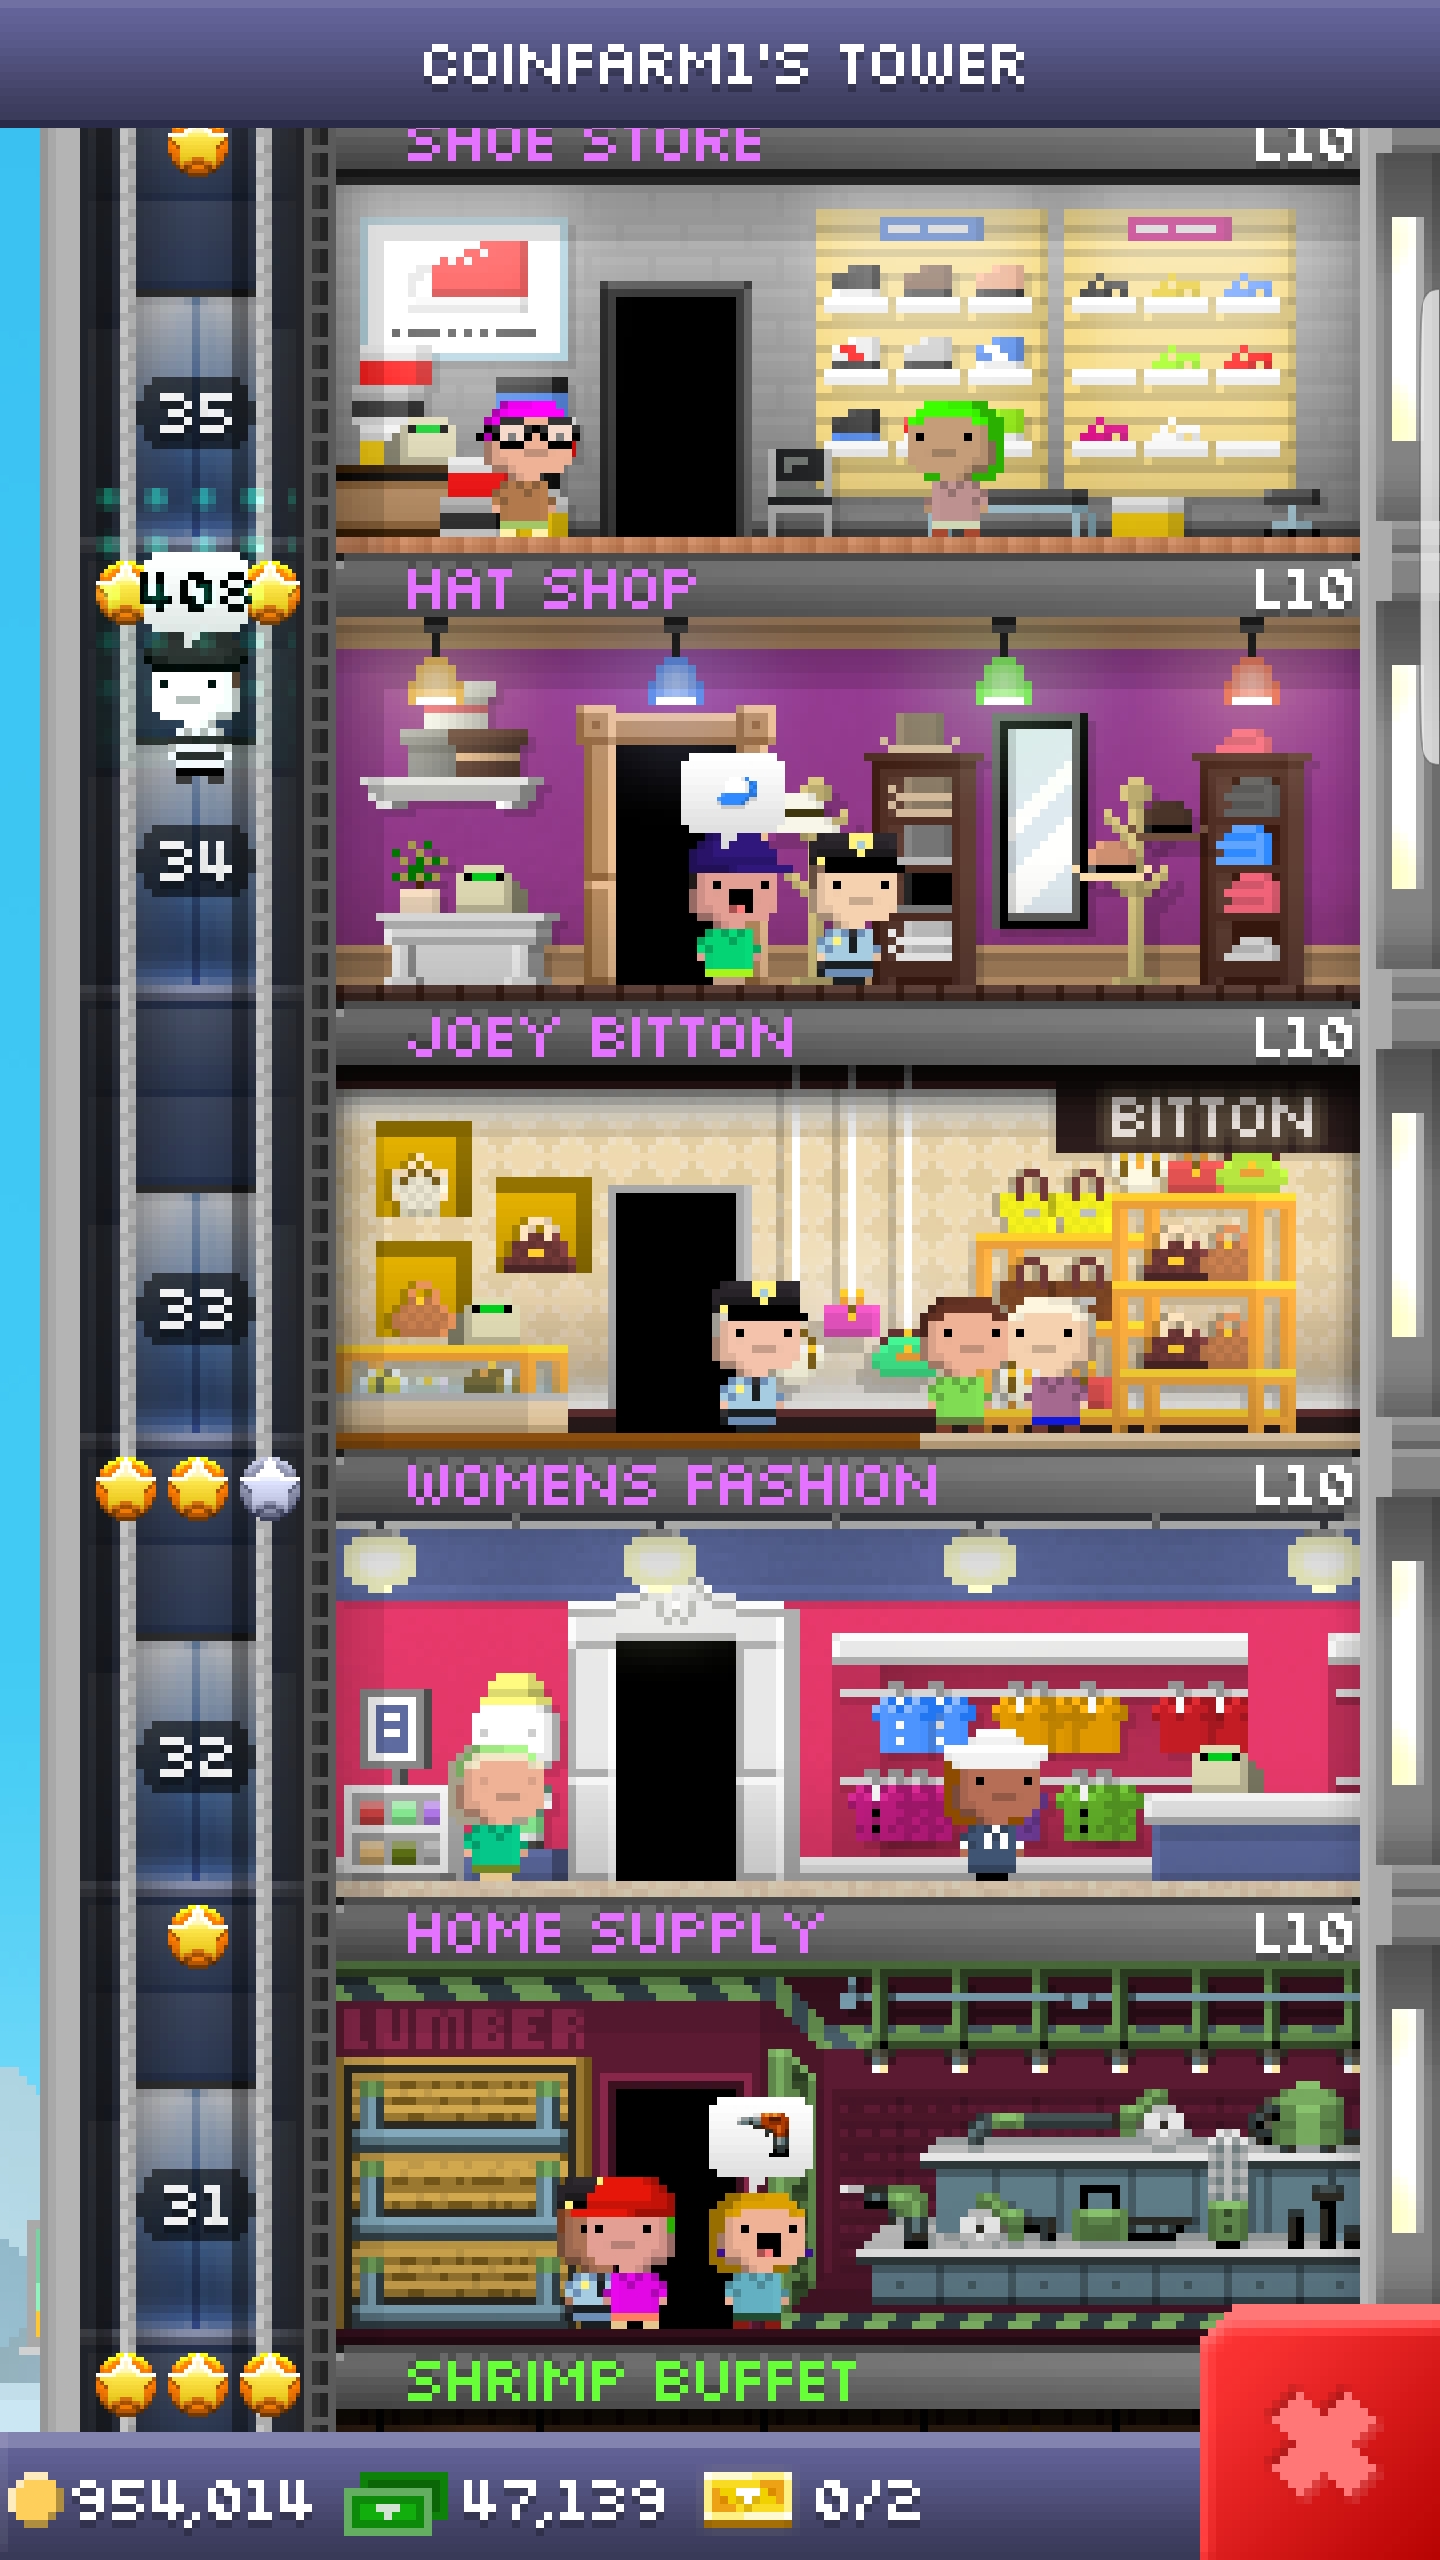 COINFARM1'S TOWER
SHOE STORE L10
35
408
HAT SHOP L10
34
JOEY BITTON L10
BITTON
33
WOMENS FASHION L10
32
HOME SUPPLY L10
LUMBER
31
SHRIMP BUFFET
954,014 47,139 0/2